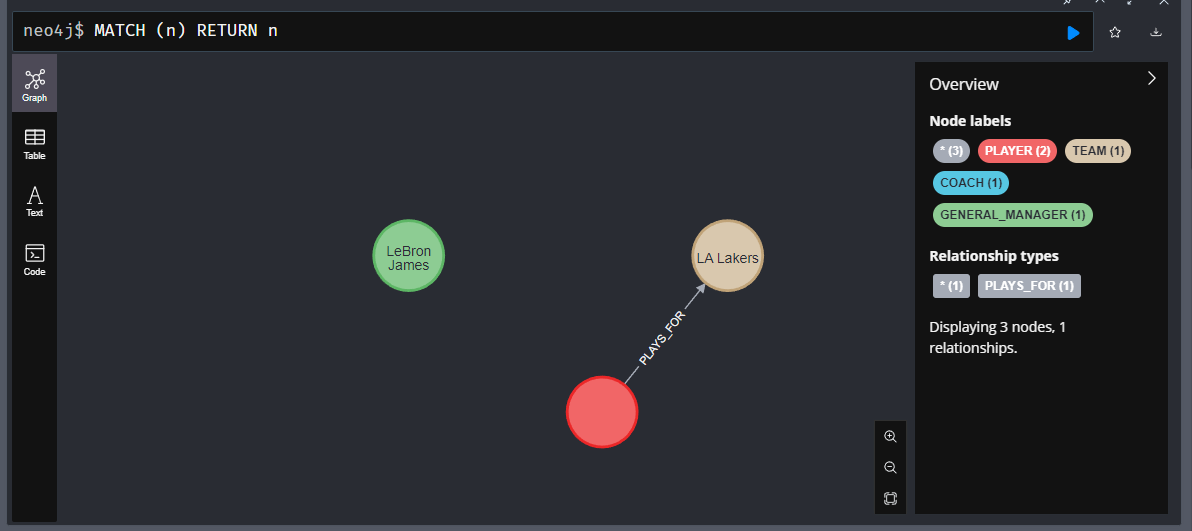 neo4j$ MATCH (n) RETURN n
Graph
Table
Text
Code
LeBron
James
LA Lakers
PLAYS_FOR
Overview
Node labels
* (3) PLAYER (2) TEAM (1)
COACH (1)
GENERAL_MANAGER (1)
Relationship types
* (1) PLAYS_FOR (1)
Displaying 3 nodes, 1
relationships.